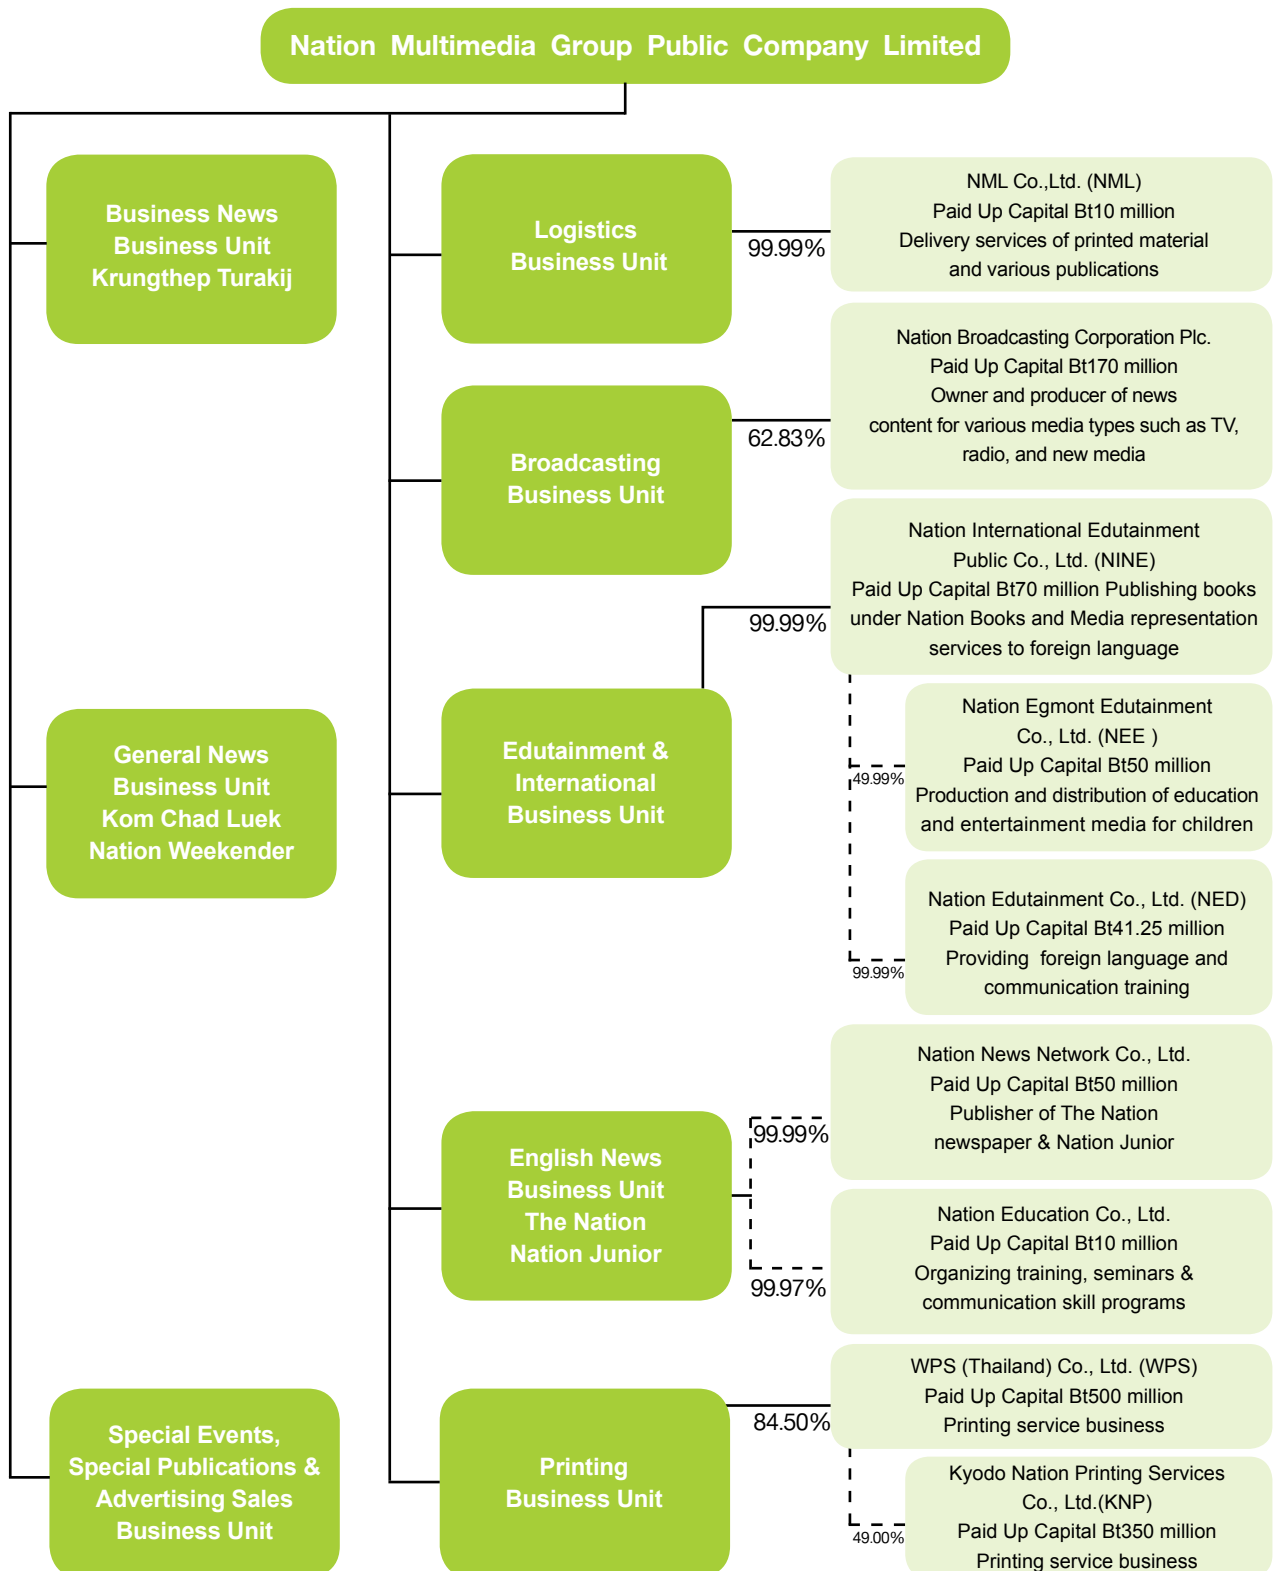 Nation Multimedia Group Public Company Limited
Business News
Business Unit
Krungthep Turakij
General News
Business Unit
Kom Chad Luek
Nation Weekender
Special Events,
Special Publications &
Advertising Sales
Business Unit
Logistics
Business Unit
99.99%
NML Co.,Ltd. (NML)
Paid Up Capital Bt10 million
Delivery services of printed material
and various publications
Broadcasting
Business Unit
62.83%
Nation Broadcasting Corporation Plc.
Paid Up Capital Bt170 million
Owner and producer of news
content for various media types such as TV,
radio, and new media
Edutainment &
International
Business Unit
99.99%
Nation International Edutainment
Public Co., Ltd. (NINE)
Paid Up Capital Bt70 million Publishing books
under Nation Books and Media representation
services to foreign language
49.99%
Nation Egmont Edutainment
Co., Ltd. (NEE )
Paid Up Capital Bt50 million
Production and distribution of education
and entertainment media for children
99.99%
Nation Edutainment Co., Ltd. (NED)
Paid Up Capital Bt41.25 million
Providing foreign language and
communication training
English News
Business Unit
The Nation
Nation Junior
99.99%
Nation News Network Co., Ltd.
Paid Up Capital Bt50 million
Publisher of The Nation
newspaper & Nation Junior
99.97%
Nation Education Co., Ltd.
Paid Up Capital Bt10 million
Organizing training, seminars &
communication skill programs
Printing
Business Unit
84.50%
WPS (Thailand) Co., Ltd. (WPS)
Paid Up Capital Bt500 million
Printing service business
49.00%
Kyodo Nation Printing Services
Co., Ltd.(KNP)
Paid Up Capital Bt350 million
Printing service business